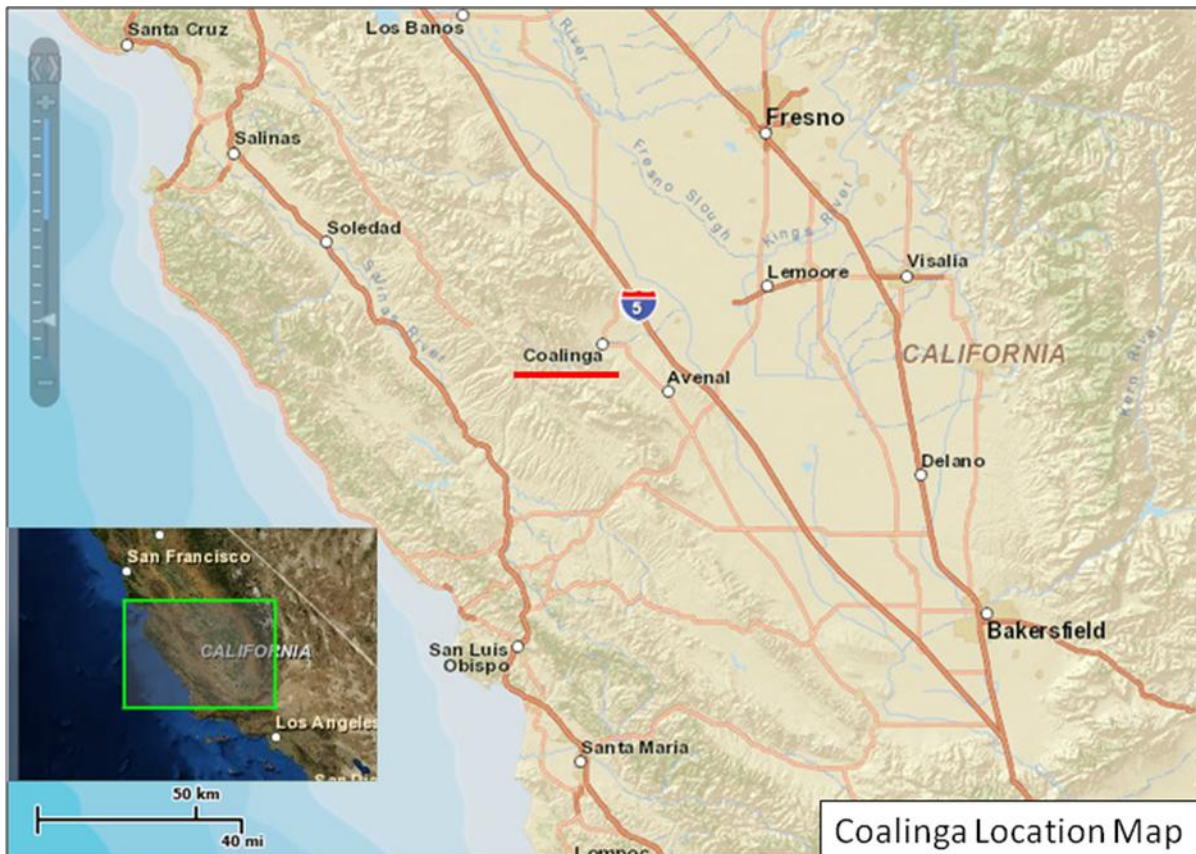 Santa Cruz
Los Banos
River
Fresno
Salinas
Fresno Slough
Kings River
Soledad
Salinas River
Lemoore
Visalia
5
Coalinga
CALIFORNIA
Kern River
Avenal
Delano
San Francisco
CALIFORNIA
Los Angeles
San Luis
Obispo
Bakersfield
Santa Maria
50 km
40 mi
Coalinga Location Map